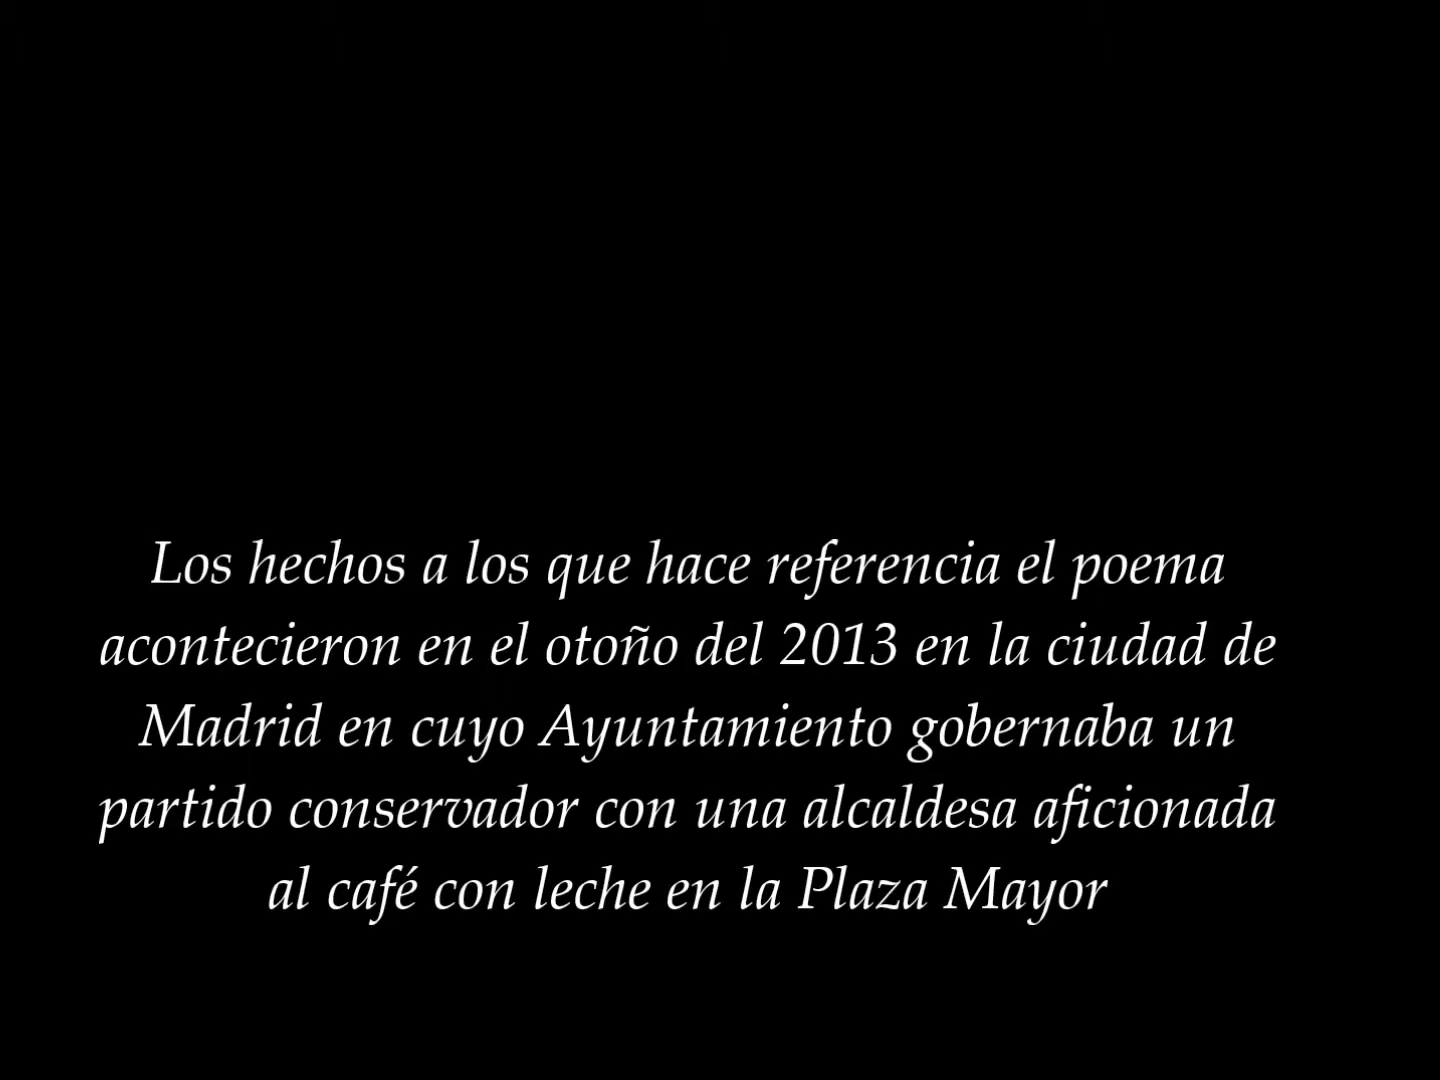 Los hechos a los que hace referencia el poema
acontecieron en el otoño del 2013 en la ciudad de
Madrid en cuyo Ayuntamiento gobernaba un
partido conservador con una alcaldesa aficionada
al café con leche en la Plaza Mayor